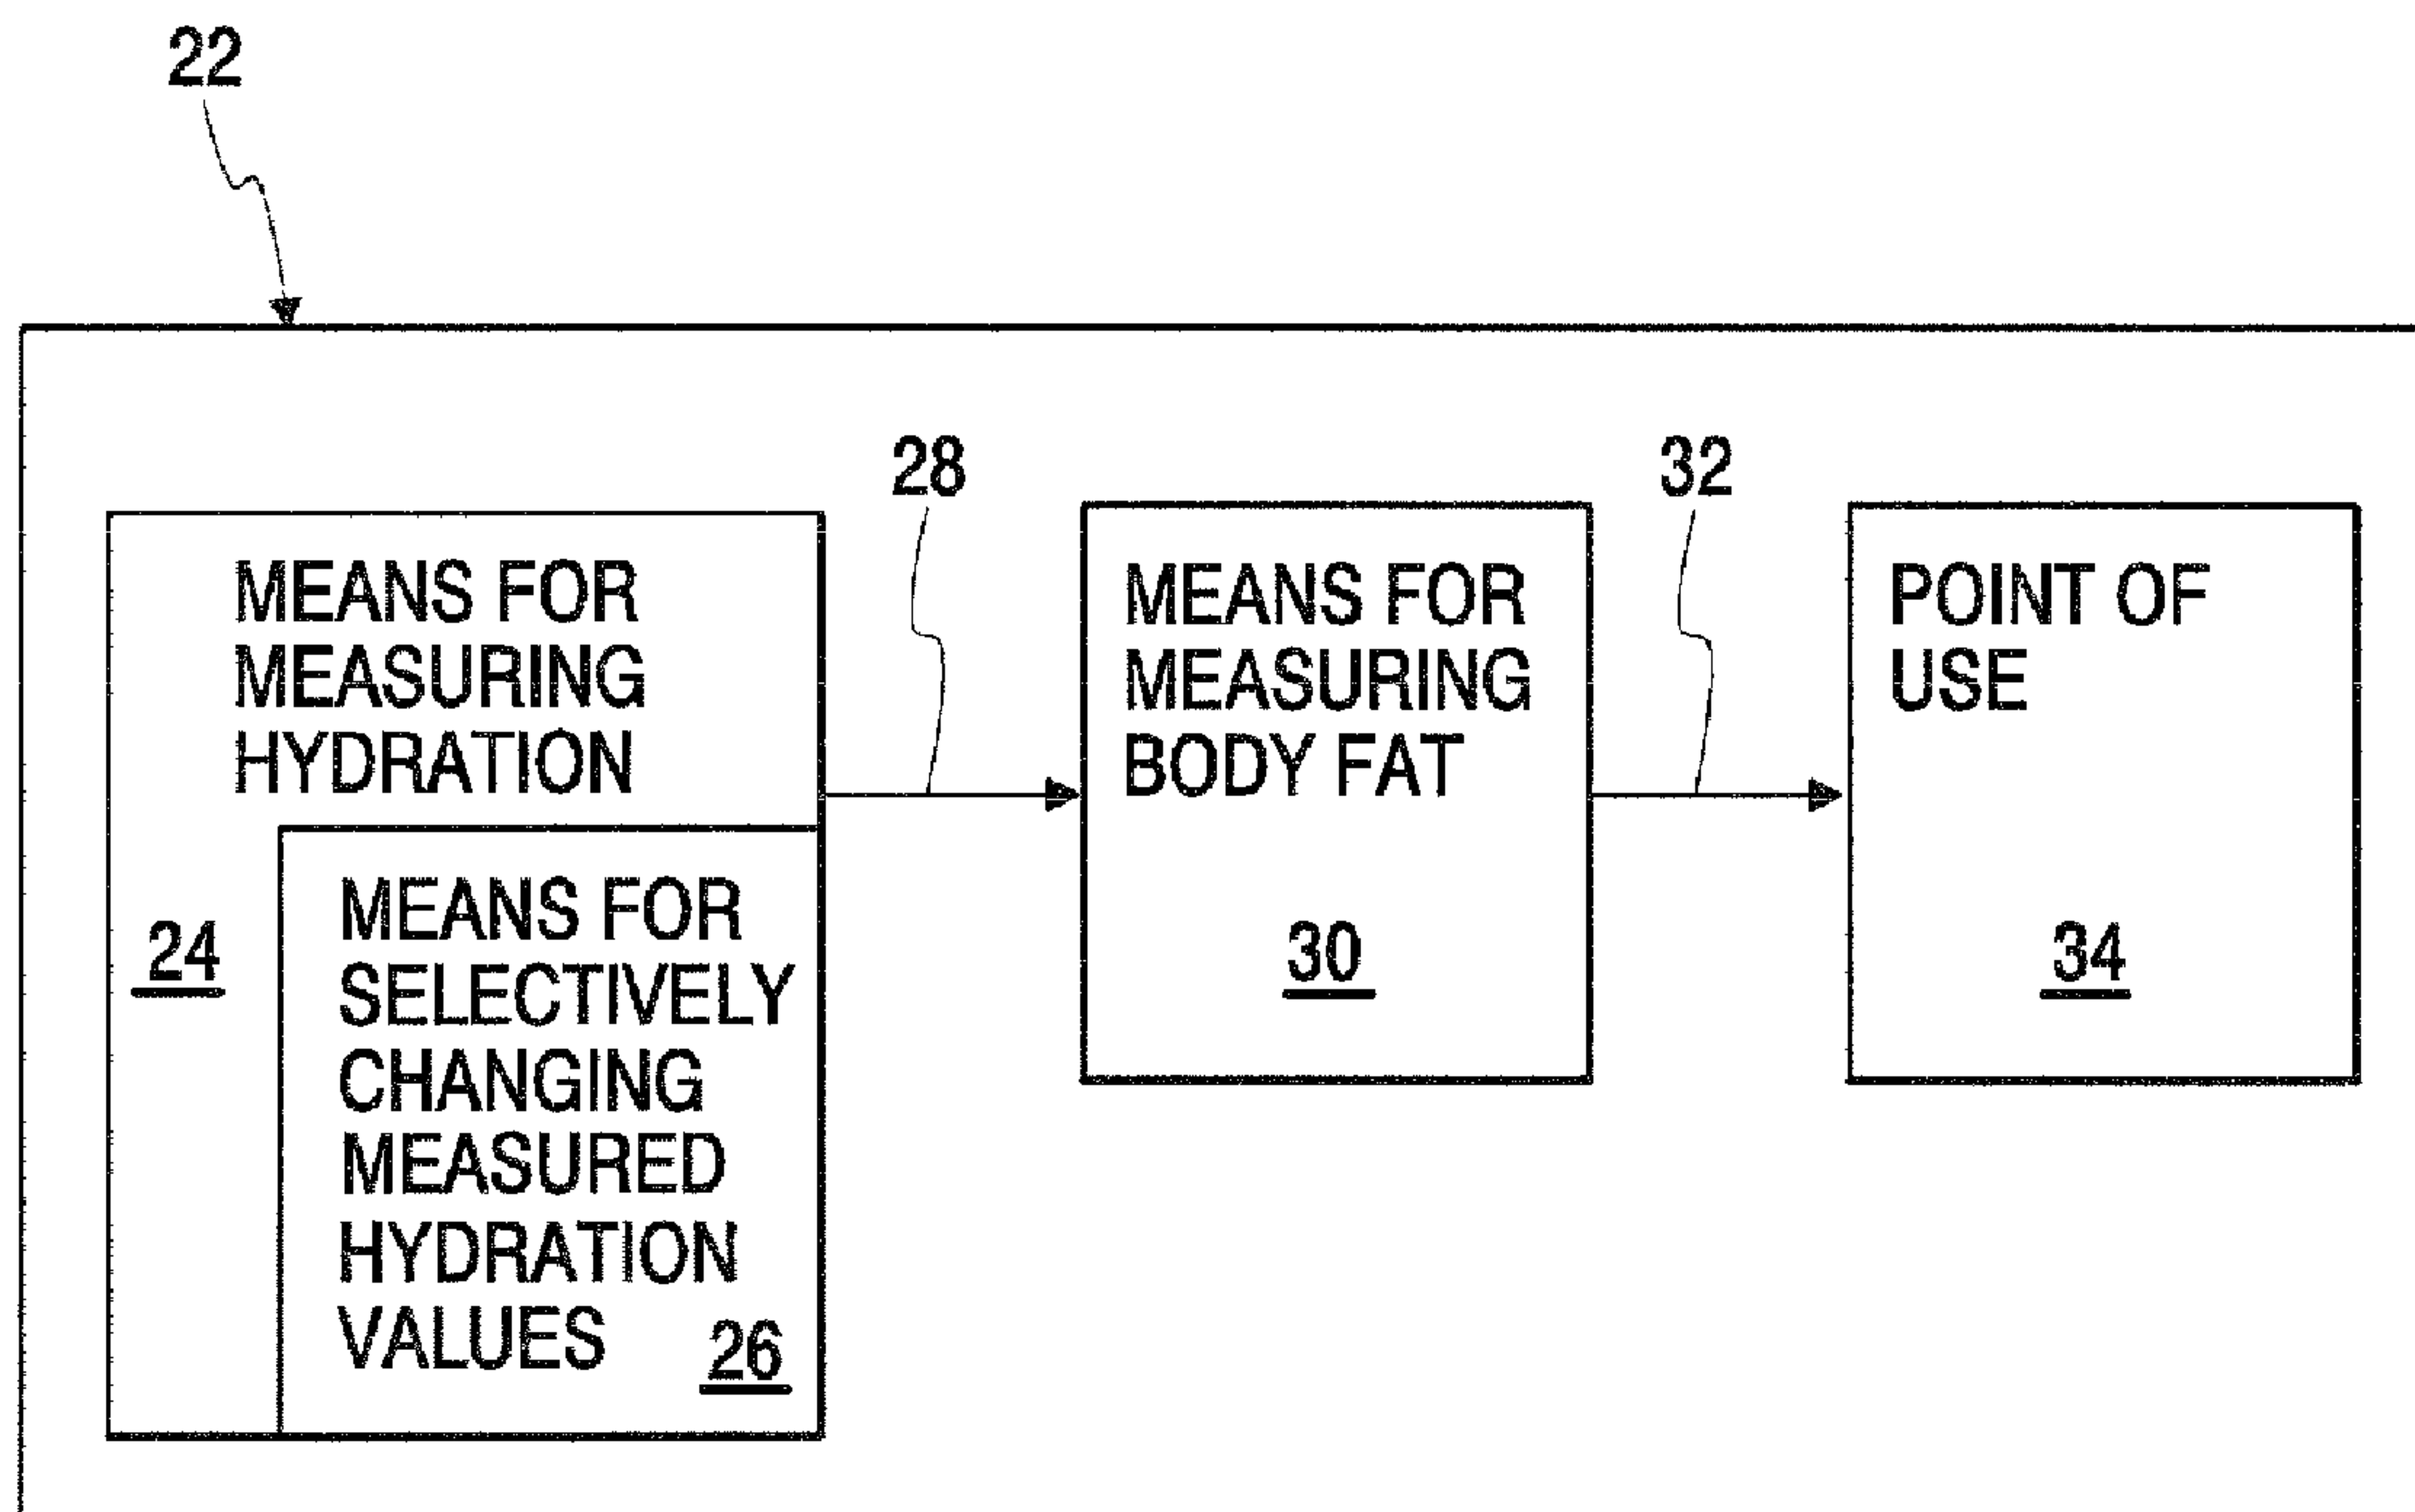 22
28
32
MEANS FOR
MEASURING
HYDRATION
24
MEANS FOR
SELECTIVELY
CHANGING
MEASURED
HYDRATION
VALUES
26
MEANS FOR
MEASURING
BODY FAT
30
POINT OF
USE
34